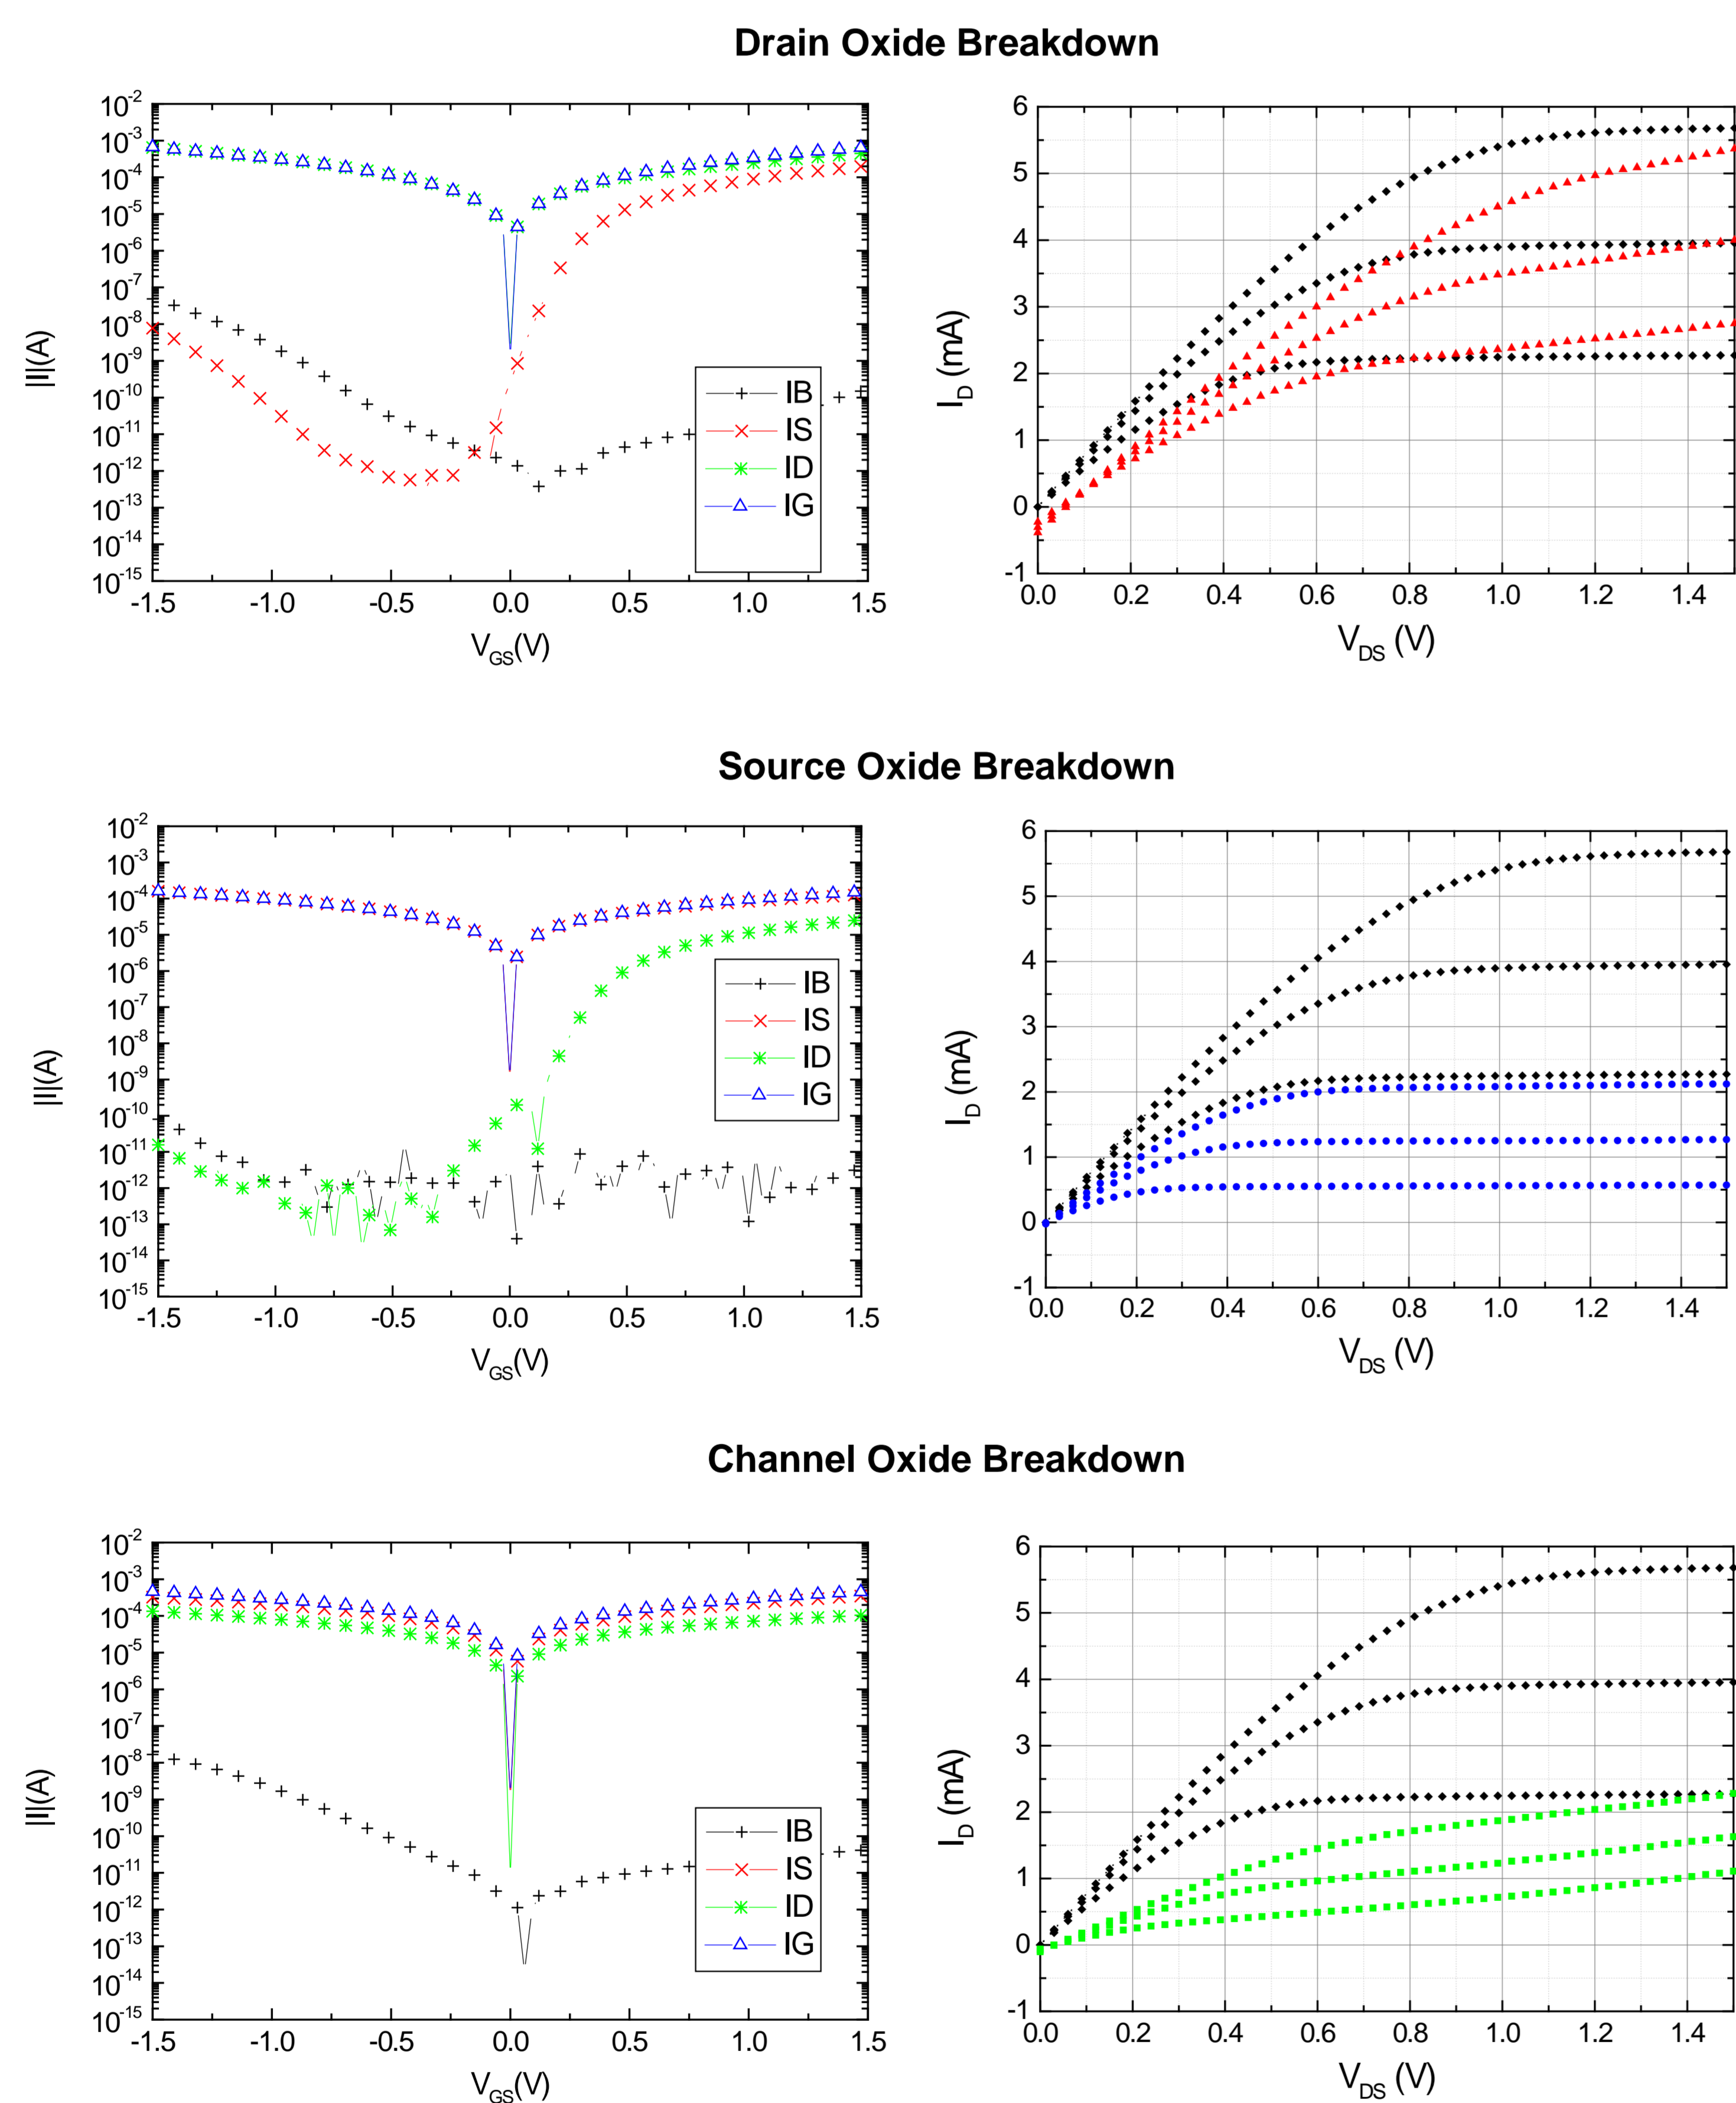 Drain Oxide Breakdown
10-2
10-3
10-4
10-5
10-6
10-7
10-8
10-9
10-10
10-11
10-12
10-13
10-14
10-15
|I|(A)
IB
IS
ID
IG
-1.5 -1.0 -0.5 0.0 0.5 1.0 1.5
VGS(V)
6
5
4
3
2
1
0
-1
ID (mA)
0.0 0.2 0.4 0.6 0.8 1.0 1.2 1.4
VDS (V)
Source Oxide Breakdown
10-2
10-3
10-4
10-5
10-6
10-7
10-8
10-9
10-10
10-11
10-12
10-13
10-14
10-15
|I|(A)
IB
IS
ID
IG
-1.5 -1.0 -0.5 0.0 0.5 1.0 1.5
VGS(V)
6
5
4
3
2
1
0
-1
ID (mA)
0.0 0.2 0.4 0.6 0.8 1.0 1.2 1.4
VDS (V)
Channel Oxide Breakdown
10-2
10-3
10-4
10-5
10-6
10-7
10-8
10-9
10-10
10-11
10-12
10-13
10-14
10-15
|I|(A)
IB
IS
ID
IG
-1.5 -1.0 -0.5 0.0 0.5 1.0 1.5
VGS(V)
6
5
4
3
2
1
0
-1
ID (mA)
0.0 0.2 0.4 0.6 0.8 1.0 1.2 1.4
VDS (V)